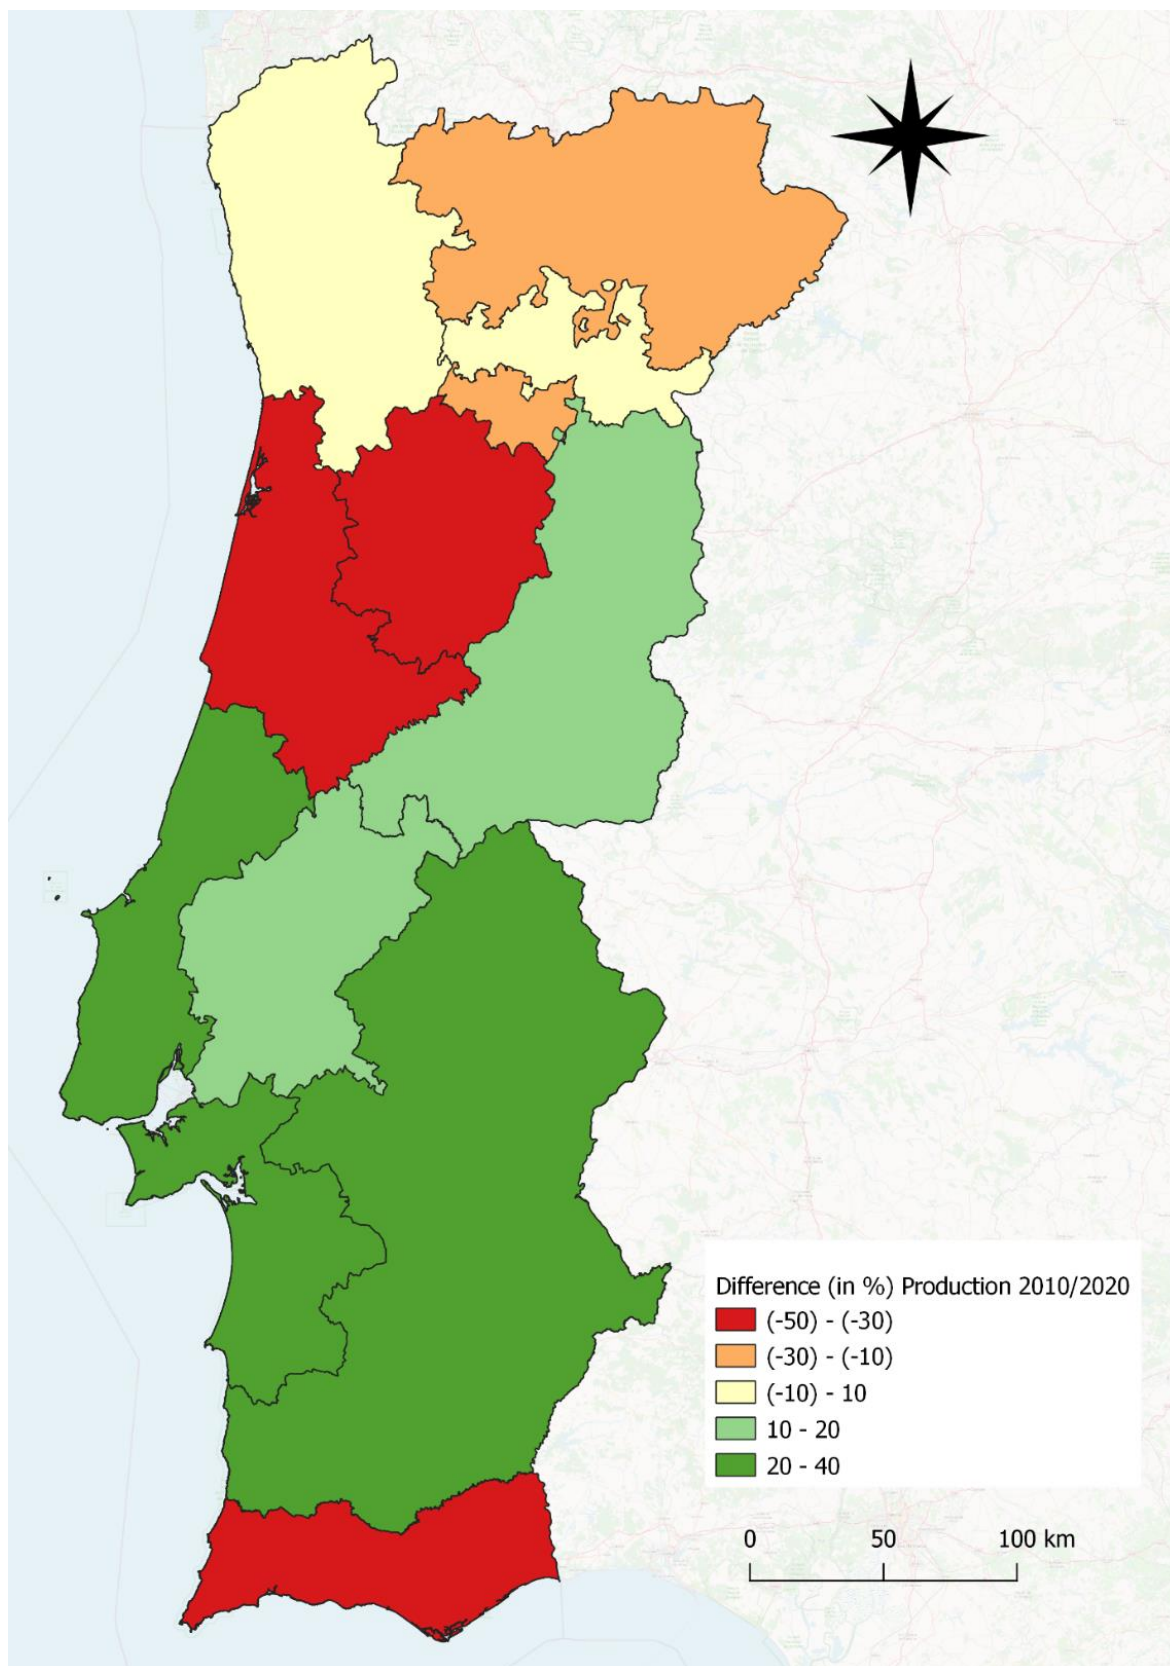 Difference (in %) Production 2010/2020
(-50) - (-30)
(-30) - (-10)
(-10) - 10
10 - 20
20 - 40
0 50 100 km